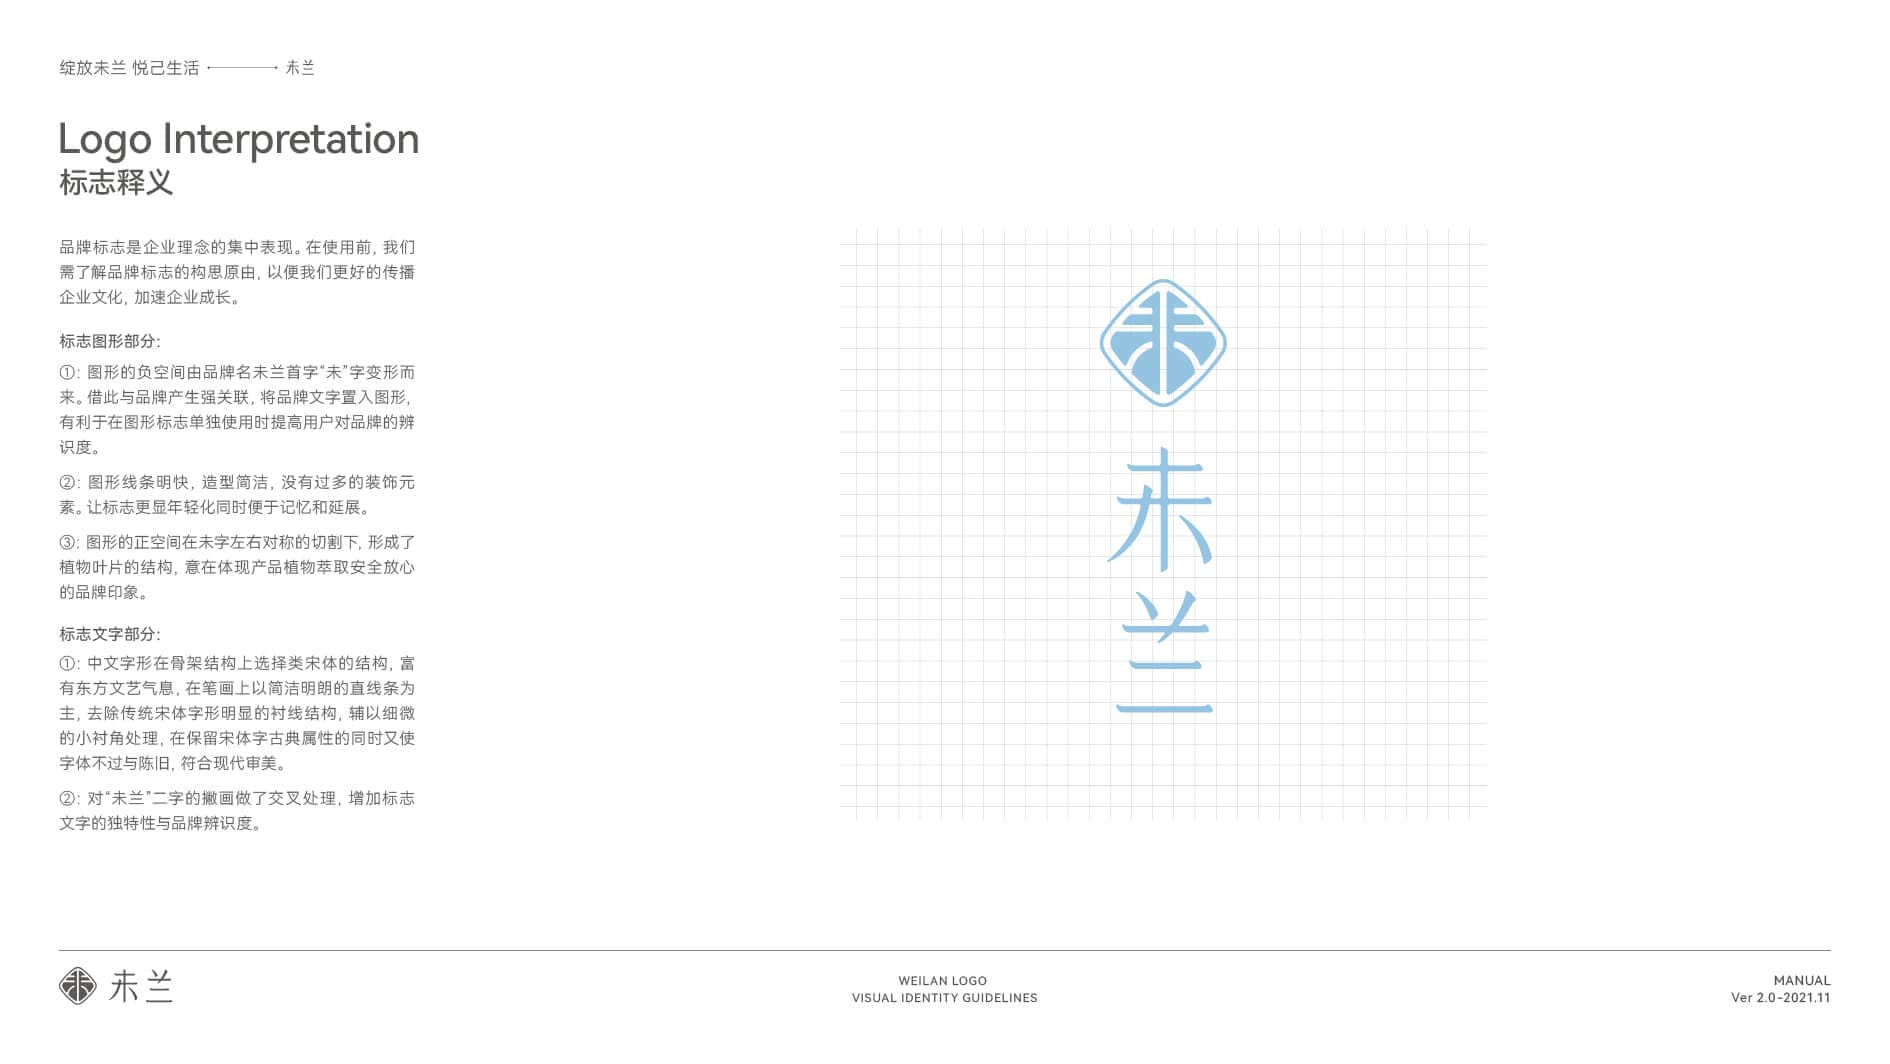 绽放未兰 悦己生活 未兰
Logo Interpretation
标志释义
品牌标志是企业理念的集中表现。在使用前, 我们
需了解品牌标志的构思原由, 以便我们更好的传播
企业文化, 加速企业成长。
标志图形部分:
①: 图形的负空间由品牌名未兰首字“未”字变形而
来。借此与品牌产生强关联, 将品牌文字置入图形,
有利于在图形标志单独使用时提高用户对品牌的辨
识度。
②: 图形线条明快, 造型简洁, 没有过多的装饰元
素。让标志更显年轻化同时便于记忆和延展。
③: 图形的正空间在未字左右对称的切割下, 形成了
植物叶片的结构, 意在体现产品植物萃取安全放心
的品牌印象。
标志文字部分:
①: 中文字形在骨架结构上选择类宋体的结构, 富
有东方文艺气息, 在笔画上以简洁明朗的直线条为
主, 去除传统宋体字形明显的衬线结构, 辅以细微
的小衬角处理, 在保留宋体字古典属性的同时又使
字体不过与陈旧, 符合现代审美。
②: 对“未兰”二字的撇画做了交叉处理, 增加标志
文字的独特性与品牌辨识度。
未
未
兰
未 未兰
WEILAN LOGO
VISUAL IDENTITY GUIDELINES
MANUAL
Ver 2.0-2021.11